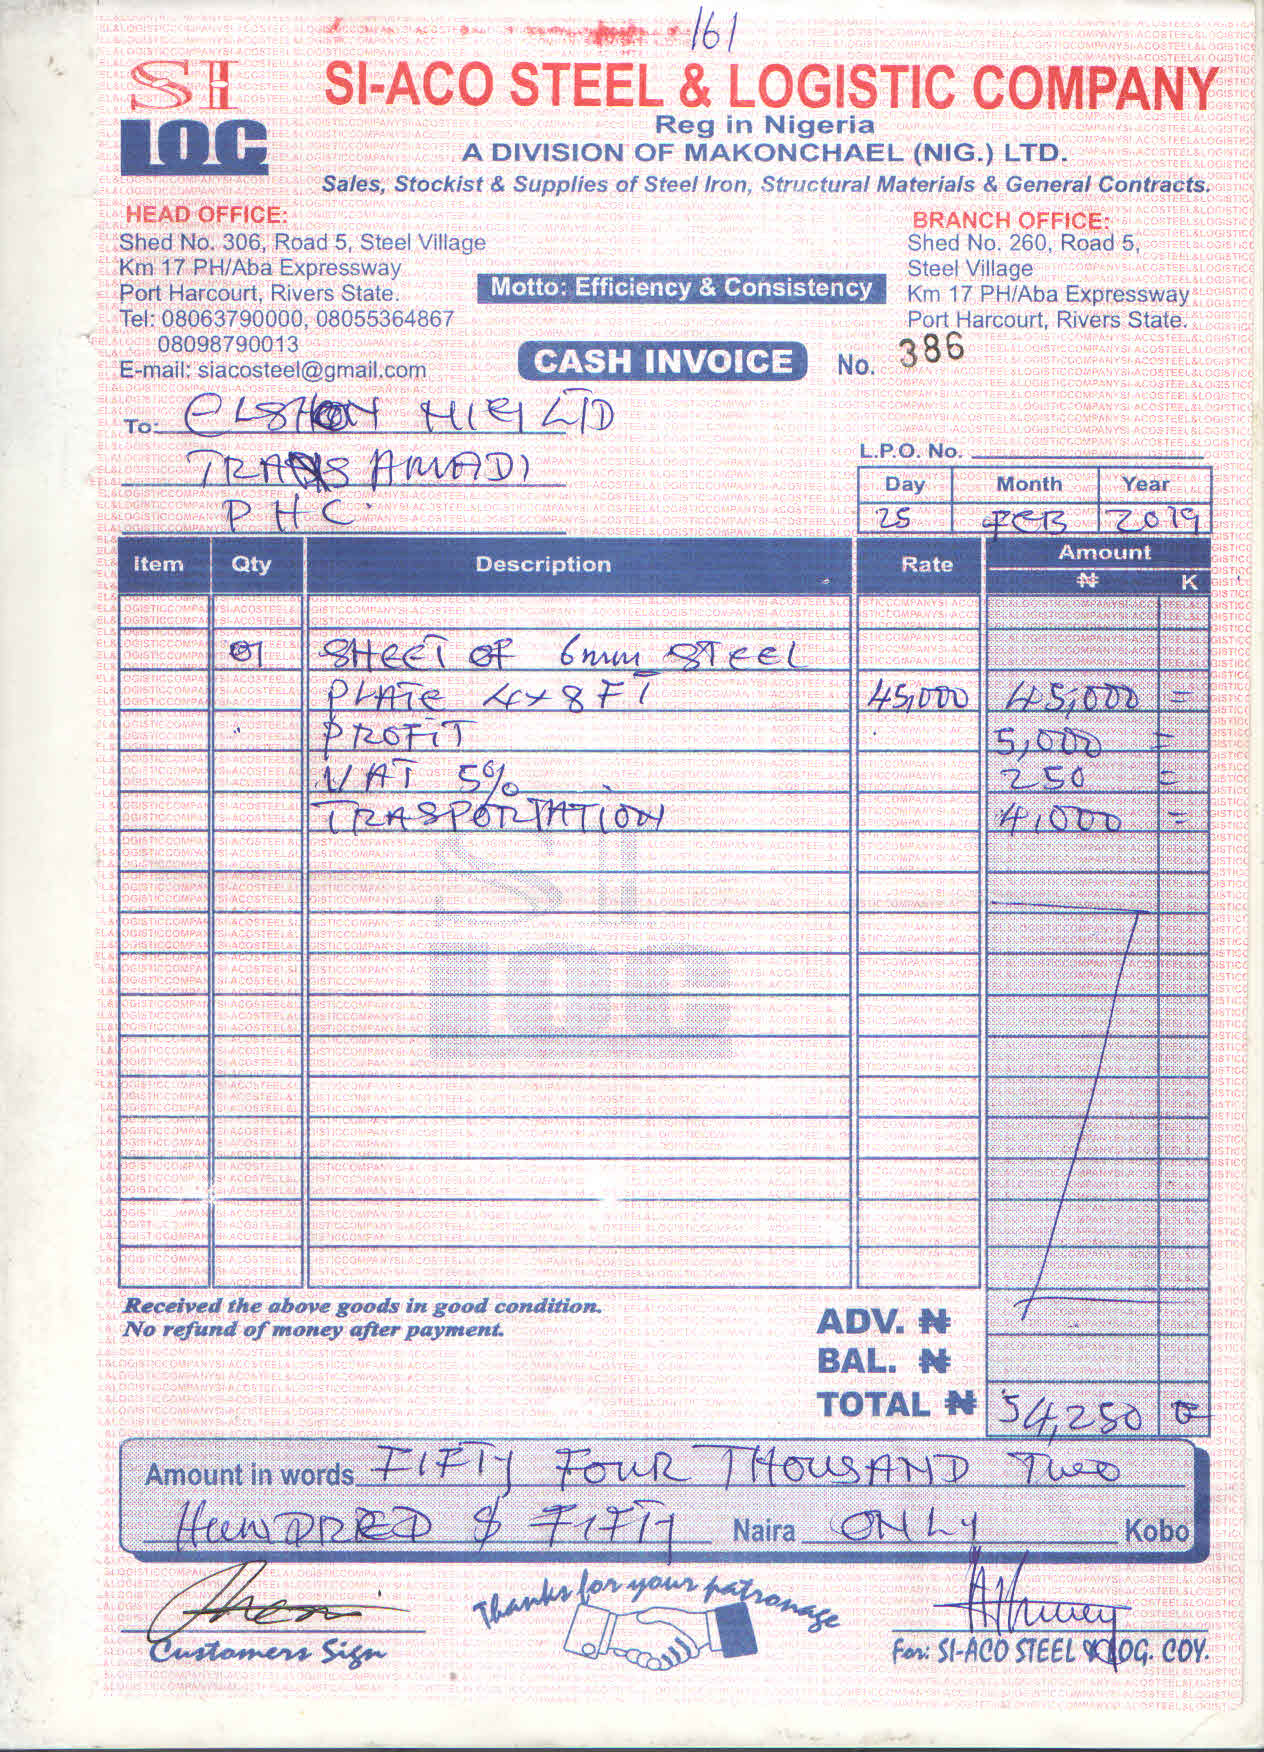 161
SI
LOC
SI-ACO STEEL & LOGISTIC COMPANY
Reg in Nigeria
A DIVISION OF MAKONCHAEL (NIG.) LTD.
Sales, Stockist & Supplies of Steel Iron, Structural Materials & General Contracts.
HEAD OFFICE:
Shed No. 306, Road 5, Steel Village
Km 17 PH/Aba Expressway
Port Harcourt, Rivers State.
Tel: 08063790000, 08055364867
08098790013
E-mail: siacosteel@gmail.com
Motto: Efficiency & Consistency
BRANCH OFFICE:
Shed No. 260, Road 5,
Steel Village
Km 17 PH/Aba Expressway
Port Harcourt, Rivers State.
CASH INVOICE
No. 386
To: NIG LTD
TRANS AMADI
PHC
L.P.O. No.
Day Month Year
25 FEB 2019
Item Qty Description Rate Amount
₦ K
01 SHEET OF 6mm STEEL
PLATE 4x8FT 45,000 45,000 =
PROFIT 5,000 =
VAT 5% 250 =
TRASPORTATION 4,000 =
Received the above goods in good condition.
No refund of money after payment.
ADV. ₦
BAL. ₦
TOTAL ₦ 54,250
Amount in words FIFTY FOUR THOUSAND TWO
HUNDRED & FIFTY Naira ONLY Kobo
Customers Sign
Thanks for your patronage
For: SI-ACO STEEL & LOG. COY.